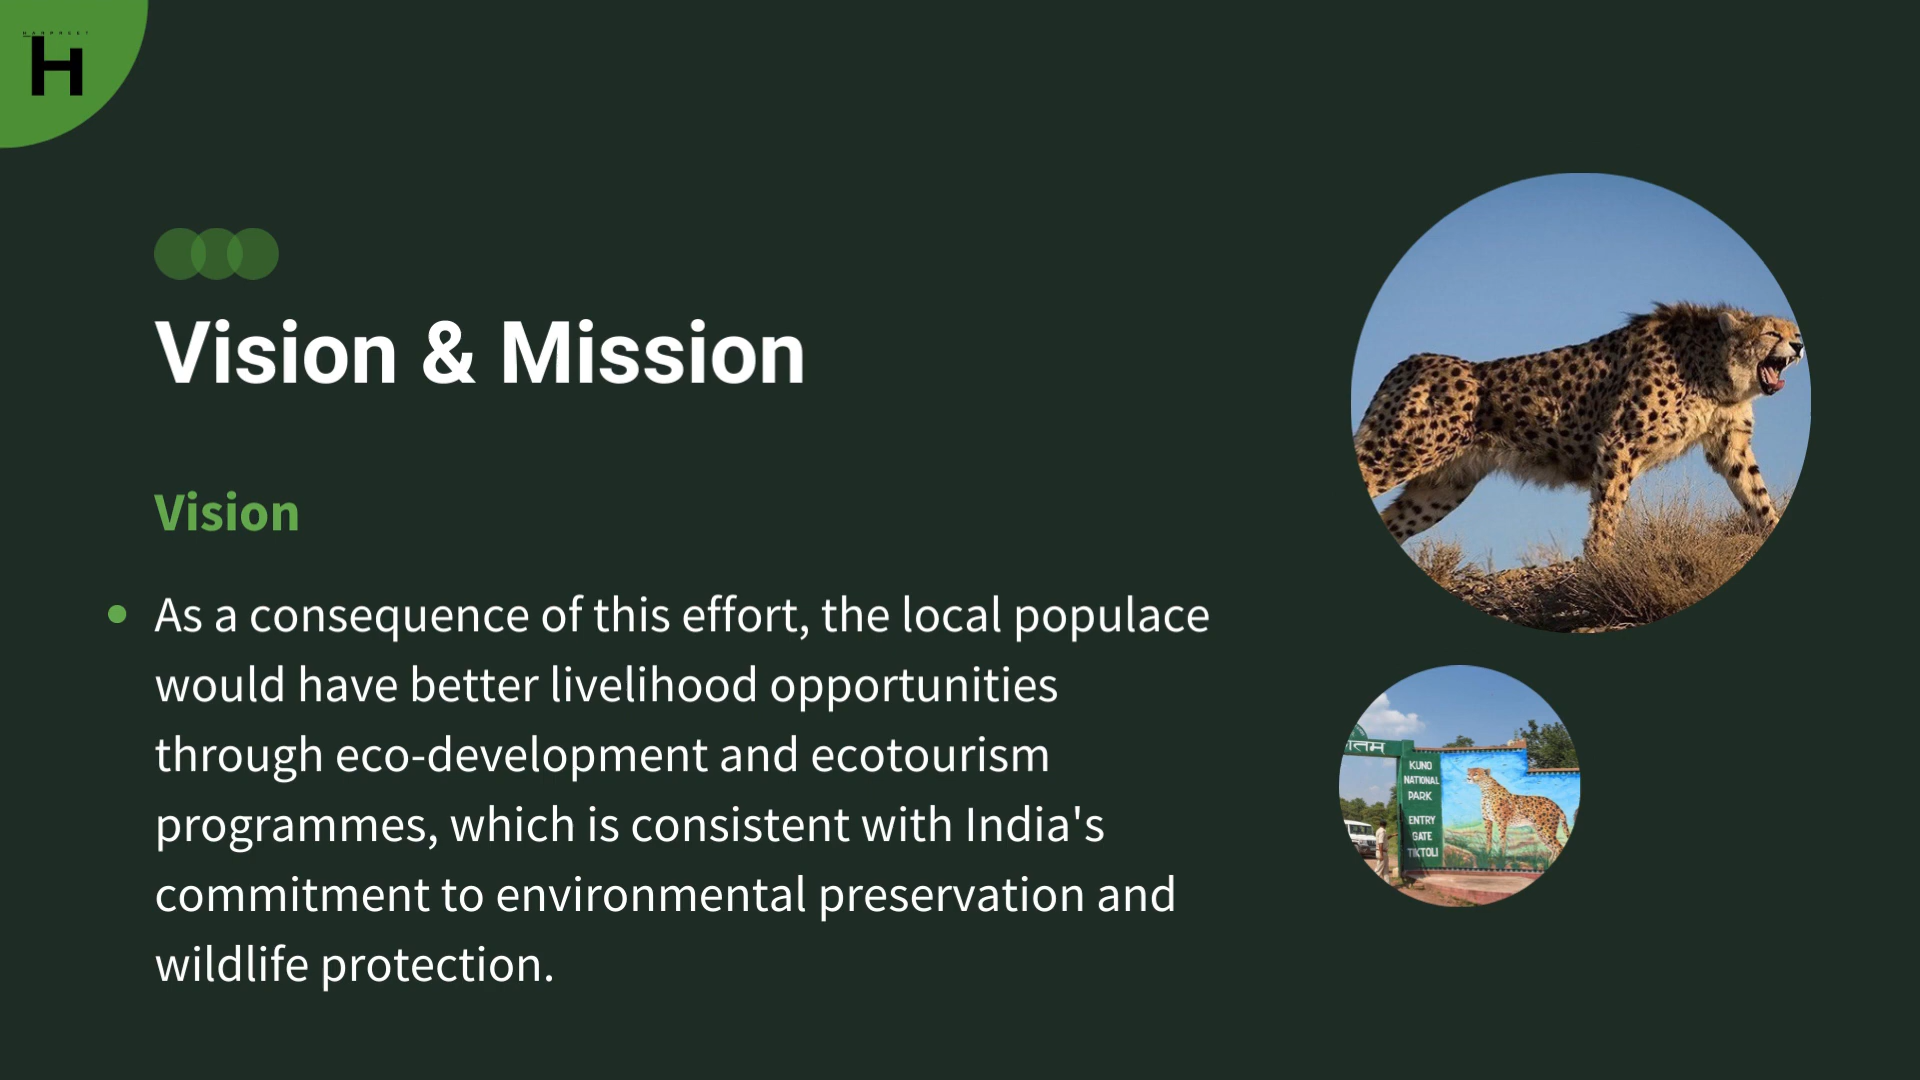 H
Vision & Mission
Vision
As a consequence of this effort, the local populace
would have better livelihood opportunities
through eco-development and ecotourism
programmes, which is consistent with India's
commitment to environmental preservation and
wildlife protection.
KUNO
NATIONAL
PARK
ENTRY
GATE
TIKTOLI